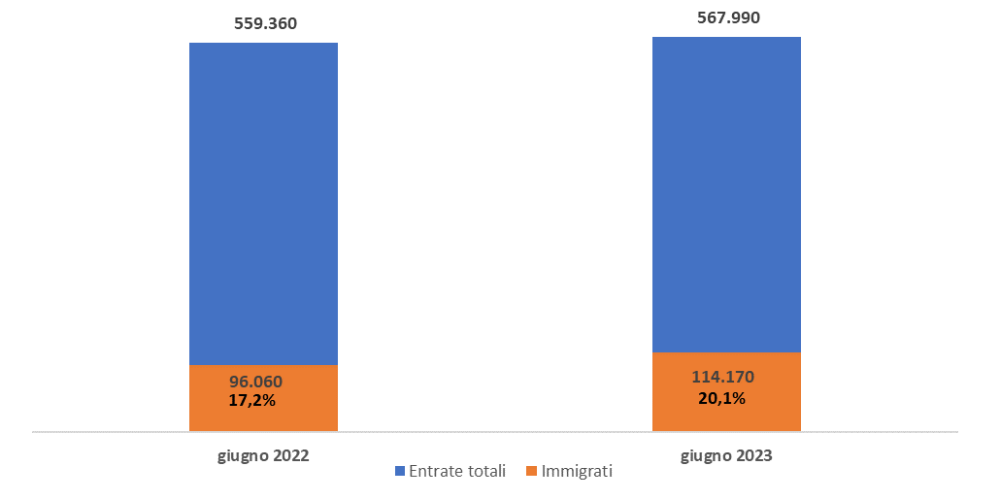 559.360
567.990
96.060
17,2%
114.170
20,1%
giugno 2022
giugno 2023
Entrate totali
Immigrati